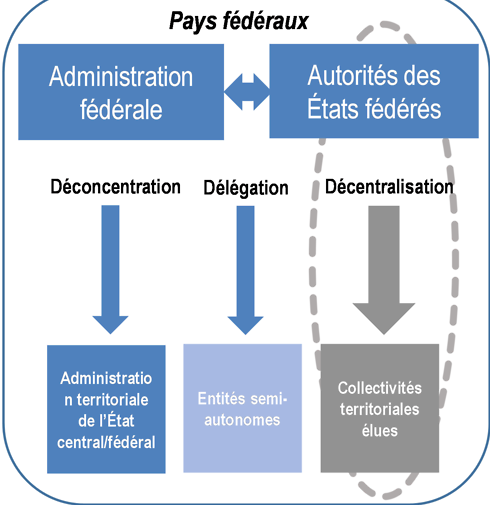 Pays fédéraux
Administration
fédérale
Autorités des
États fédérés
Déconcentration
Délégation
Décentralisation
Administratio
n territoriale
de l'État
central/fédéral
Entités semi-
autonomes
Collectivités
territoriales
élues